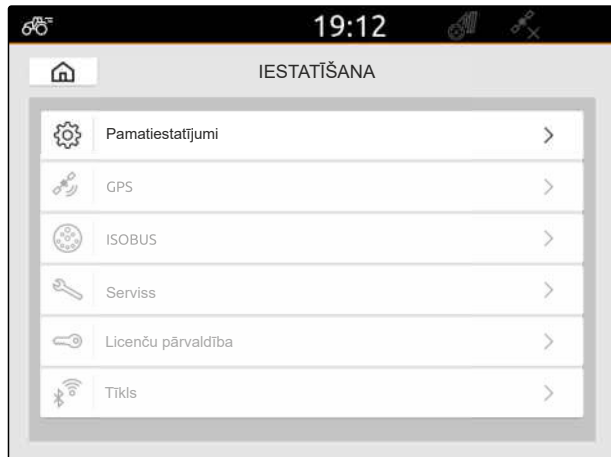 19:12
IESTATĪŠANA
Pamatiestatījumi
GPS
ISOBUS
Serviss
Licenču pārvaldība
Tīkls